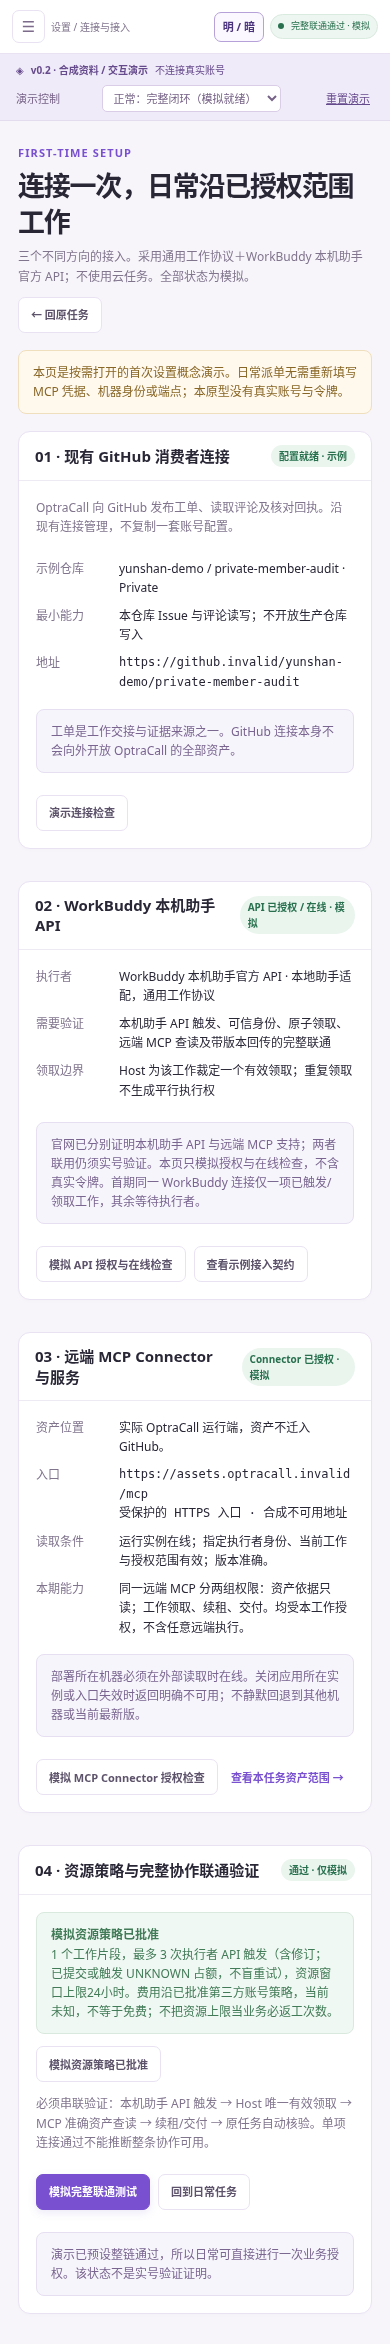 ☰ 设置 / 连接与接入 明 / 暗 ● 完整联通通过 · 模拟
◈ v0.2 · 合成资料 / 交互演示 不连接真实账号
演示控制 正常：完整闭环（模拟就绪） 重置演示
FIRST-TIME SETUP
连接一次，日常沿已授权范围
工作
三个不同方向的接入。采用通用工作协议＋WorkBuddy 本机助手
官方 API；不使用云任务。全部状态为模拟。
← 回原任务
本页是按需打开的首次设置概念演示。日常派单无需重新填写
MCP 凭据、机器身份或端点；本原型没有真实账号与令牌。
01 · 现有 GitHub 消费者连接 配置就绪 · 示例
OptraCall 向 GitHub 发布工单、读取评论及核对回执。沿
现有连接管理，不复制一套账号配置。
示例仓库 yunshan-demo / private-member-audit ·
Private
最小能力 本仓库 Issue 与评论读写；不开放生产仓库
写入
地址 https://github.invalid/yunshan-
demo/private-member-audit
工单是工作交接与证据来源之一。GitHub 连接本身不
会向外开放 OptraCall 的全部资产。
演示连接检查
02 · WorkBuddy 本机助手
API
API 已授权 / 在线 · 模
拟
执行者 WorkBuddy 本机助手官方 API · 本地助手适
配，通用工作协议
需要验证 本机助手 API 触发、可信身份、原子领取、
远端 MCP 查读及带版本回传的完整联通
领取边界 Host 为该工作裁定一个有效领取；重复领取
不生成平行执行权
官网已分别证明本机助手 API 与远端 MCP 支持；两者
联用仍须实号验证。本页只模拟授权与在线检查，不含
真实令牌。首期同一 WorkBuddy 连接仅一项已触发/
领取工作，其余等待执行者。
模拟 API 授权与在线检查 查看示例接入契约
03 · 远端 MCP Connector
与服务
Connector 已授权 ·
模拟
资产位置 实际 OptraCall 运行端，资产不迁入
GitHub。
入口 https://assets.optracall.invalid
/mcp
受保护的 HTTPS 入口 · 合成不可用地址
读取条件 运行实例在线；指定执行者身份、当前工作
与授权范围有效；版本准确。
本期能力 同一远端 MCP 分两组权限：资产依据只
读；工作领取、续租、交付。均受本工作授
权，不含任意远端执行。
部署所在机器必须在外部读取时在线。关闭应用所在实
例或入口失效时返回明确不可用；不静默回退到其他机
器或当前最新版。
模拟 MCP Connector 授权检查 查看本任务资产范围 →
04 · 资源策略与完整协作联通验证 通过 · 仅模拟
模拟资源策略已批准
1 个工作片段，最多 3 次执行者 API 触发（含修订；
已提交或触发 UNKNOWN 占额，不盲重试），资源窗
口上限24小时。费用沿已批准第三方账号策略，当前
未知，不等于免费；不把资源上限当业务必返工次数。
模拟资源策略已批准
必须串联验证：本机助手 API 触发 → Host 唯一有效领取 →
MCP 准确资产查读 → 续租/交付 → 原任务自动核验。单项
连接通过不能推断整条协作可用。
模拟完整联通测试 回到日常任务
演示已预设整链通过，所以日常可直接进行一次业务授
权。该状态不是实号验证证明。